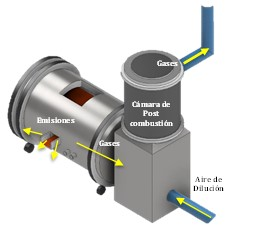 Gases
Cámara de
Post
combustión
Emisiones
Gases
Aire de
Dilución